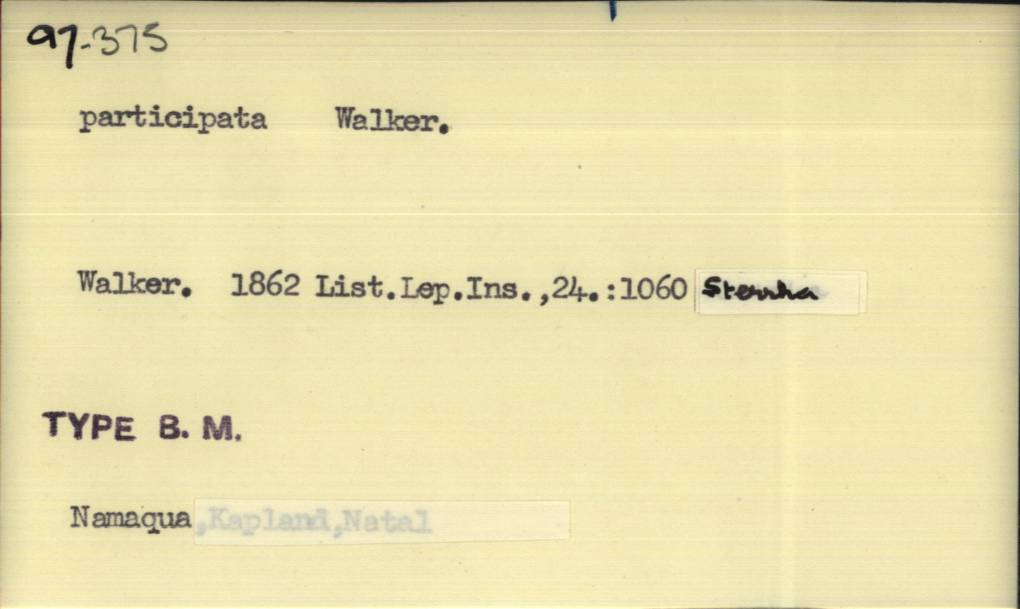 97-375
participata Walker.
Walker. 1862 List.Lep.Ins.,24.:1060 Sterrha
TYPE B. M.
Namaqua,Kapland,Natal